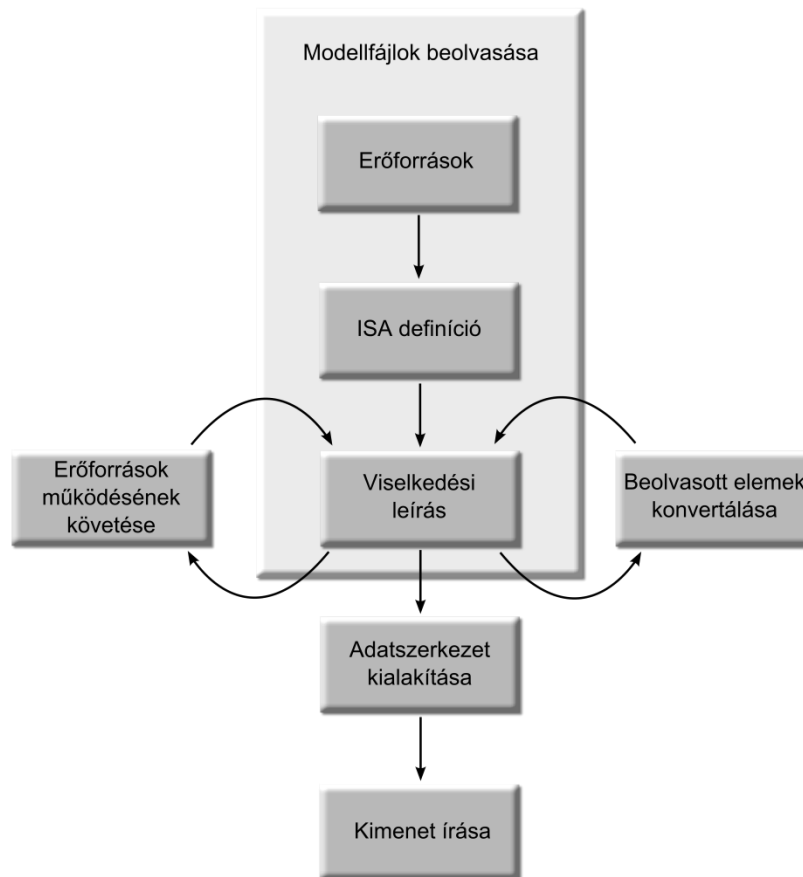 Modellfájlok beolvasása
Erőforrások
ISA definíció
Erőforrások
működésének
követése
Viselkedési
leírás
Beolvasott elemek
konvertálása
Adatszerkezet
kialakítása
Kimenet írása